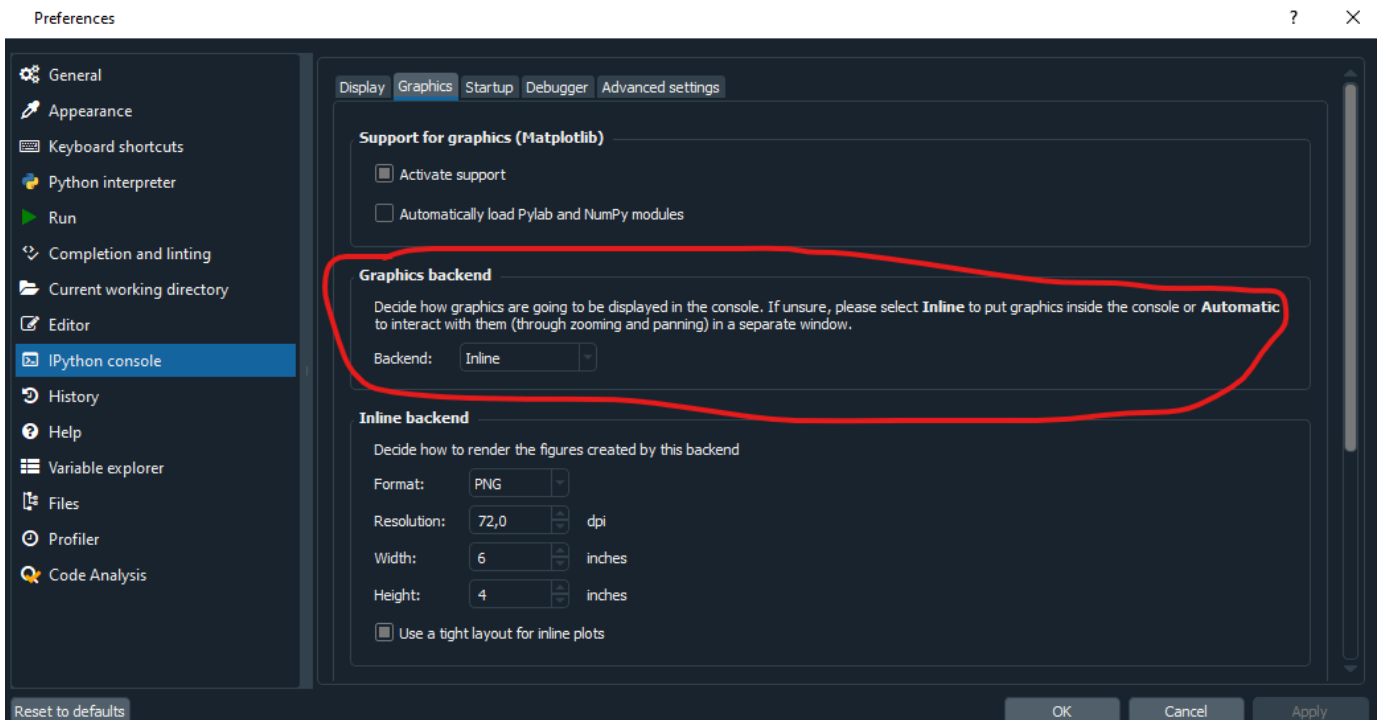 Preferences
?
General
Appearance
Keyboard shortcuts
Python interpreter
Run
Completion and linting
Current working directory
Editor
IPython console
History
Help
Variable explorer
Files
Profiler
Code Analysis
Display Graphics Startup Debugger Advanced settings
Support for graphics (Matplotlib)
Activate support
Automatically load Pylab and NumPy modules
Graphics backend
Decide how graphics are going to be displayed in the console. If unsure, please select Inline to put graphics inside the console or Automatic
to interact with them (through zooming and panning) in a separate window.
Backend: Inline
Inline backend
Decide how to render the figures created by this backend
Format: PNG
Resolution: 72,0 dpi
Width: 6 inches
Height: 4 inches
Use a tight layout for inline plots
Reset to defaults
OK Cancel Apply